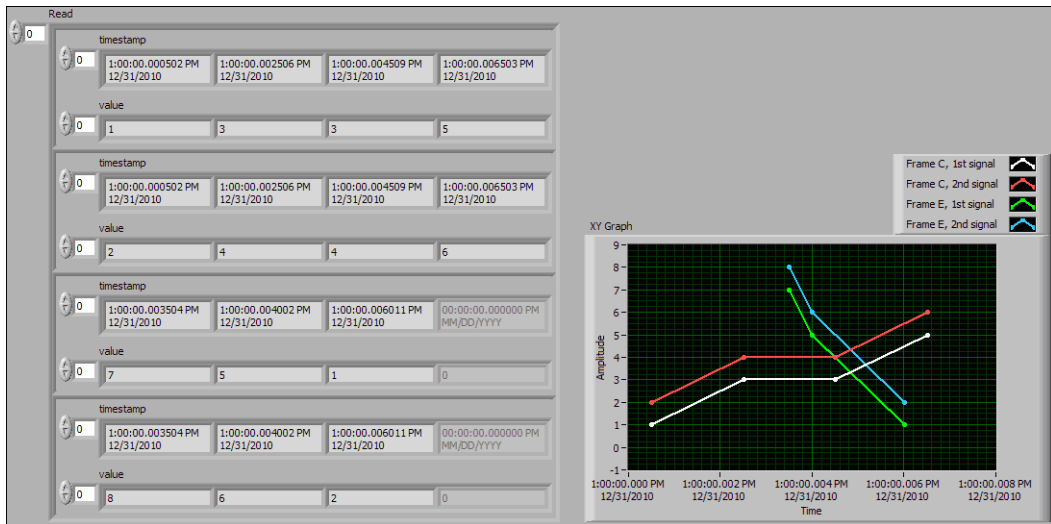 Read
0
timestamp
0
1:00:00.000502 PM 1:00:00.002506 PM 1:00:00.004509 PM 1:00:00.006503 PM
12/31/2010 12/31/2010 12/31/2010 12/31/2010
value
0 1 3 3 5
timestamp
0
1:00:00.000502 PM 1:00:00.002506 PM 1:00:00.004509 PM 1:00:00.006503 PM
12/31/2010 12/31/2010 12/31/2010 12/31/2010
value
0 2 4 4 6
timestamp
0
1:00:00.003504 PM 1:00:00.004002 PM 1:00:00.006011 PM 00:00:00.000000 PM
12/31/2010 12/31/2010 12/31/2010 MM/DD/YYYY
value
0 7 5 1 0
timestamp
0
1:00:00.003504 PM 1:00:00.004002 PM 1:00:00.006011 PM 00:00:00.000000 PM
12/31/2010 12/31/2010 12/31/2010 MM/DD/YYYY
value
0 8 6 2 0
Frame C, 1st signal
Frame C, 2nd signal
Frame E, 1st signal
Frame E, 2nd signal
XY Graph
Amplitude
9
8
7
6
5
4
3
2
1
0
-1
1:00:00.000 PM 1:00:00.002 PM 1:00:00.004 PM 1:00:00.006 PM 1:00:00.008 PM
12/31/2010 12/31/2010 12/31/2010 12/31/2010 12/31/2010
Time